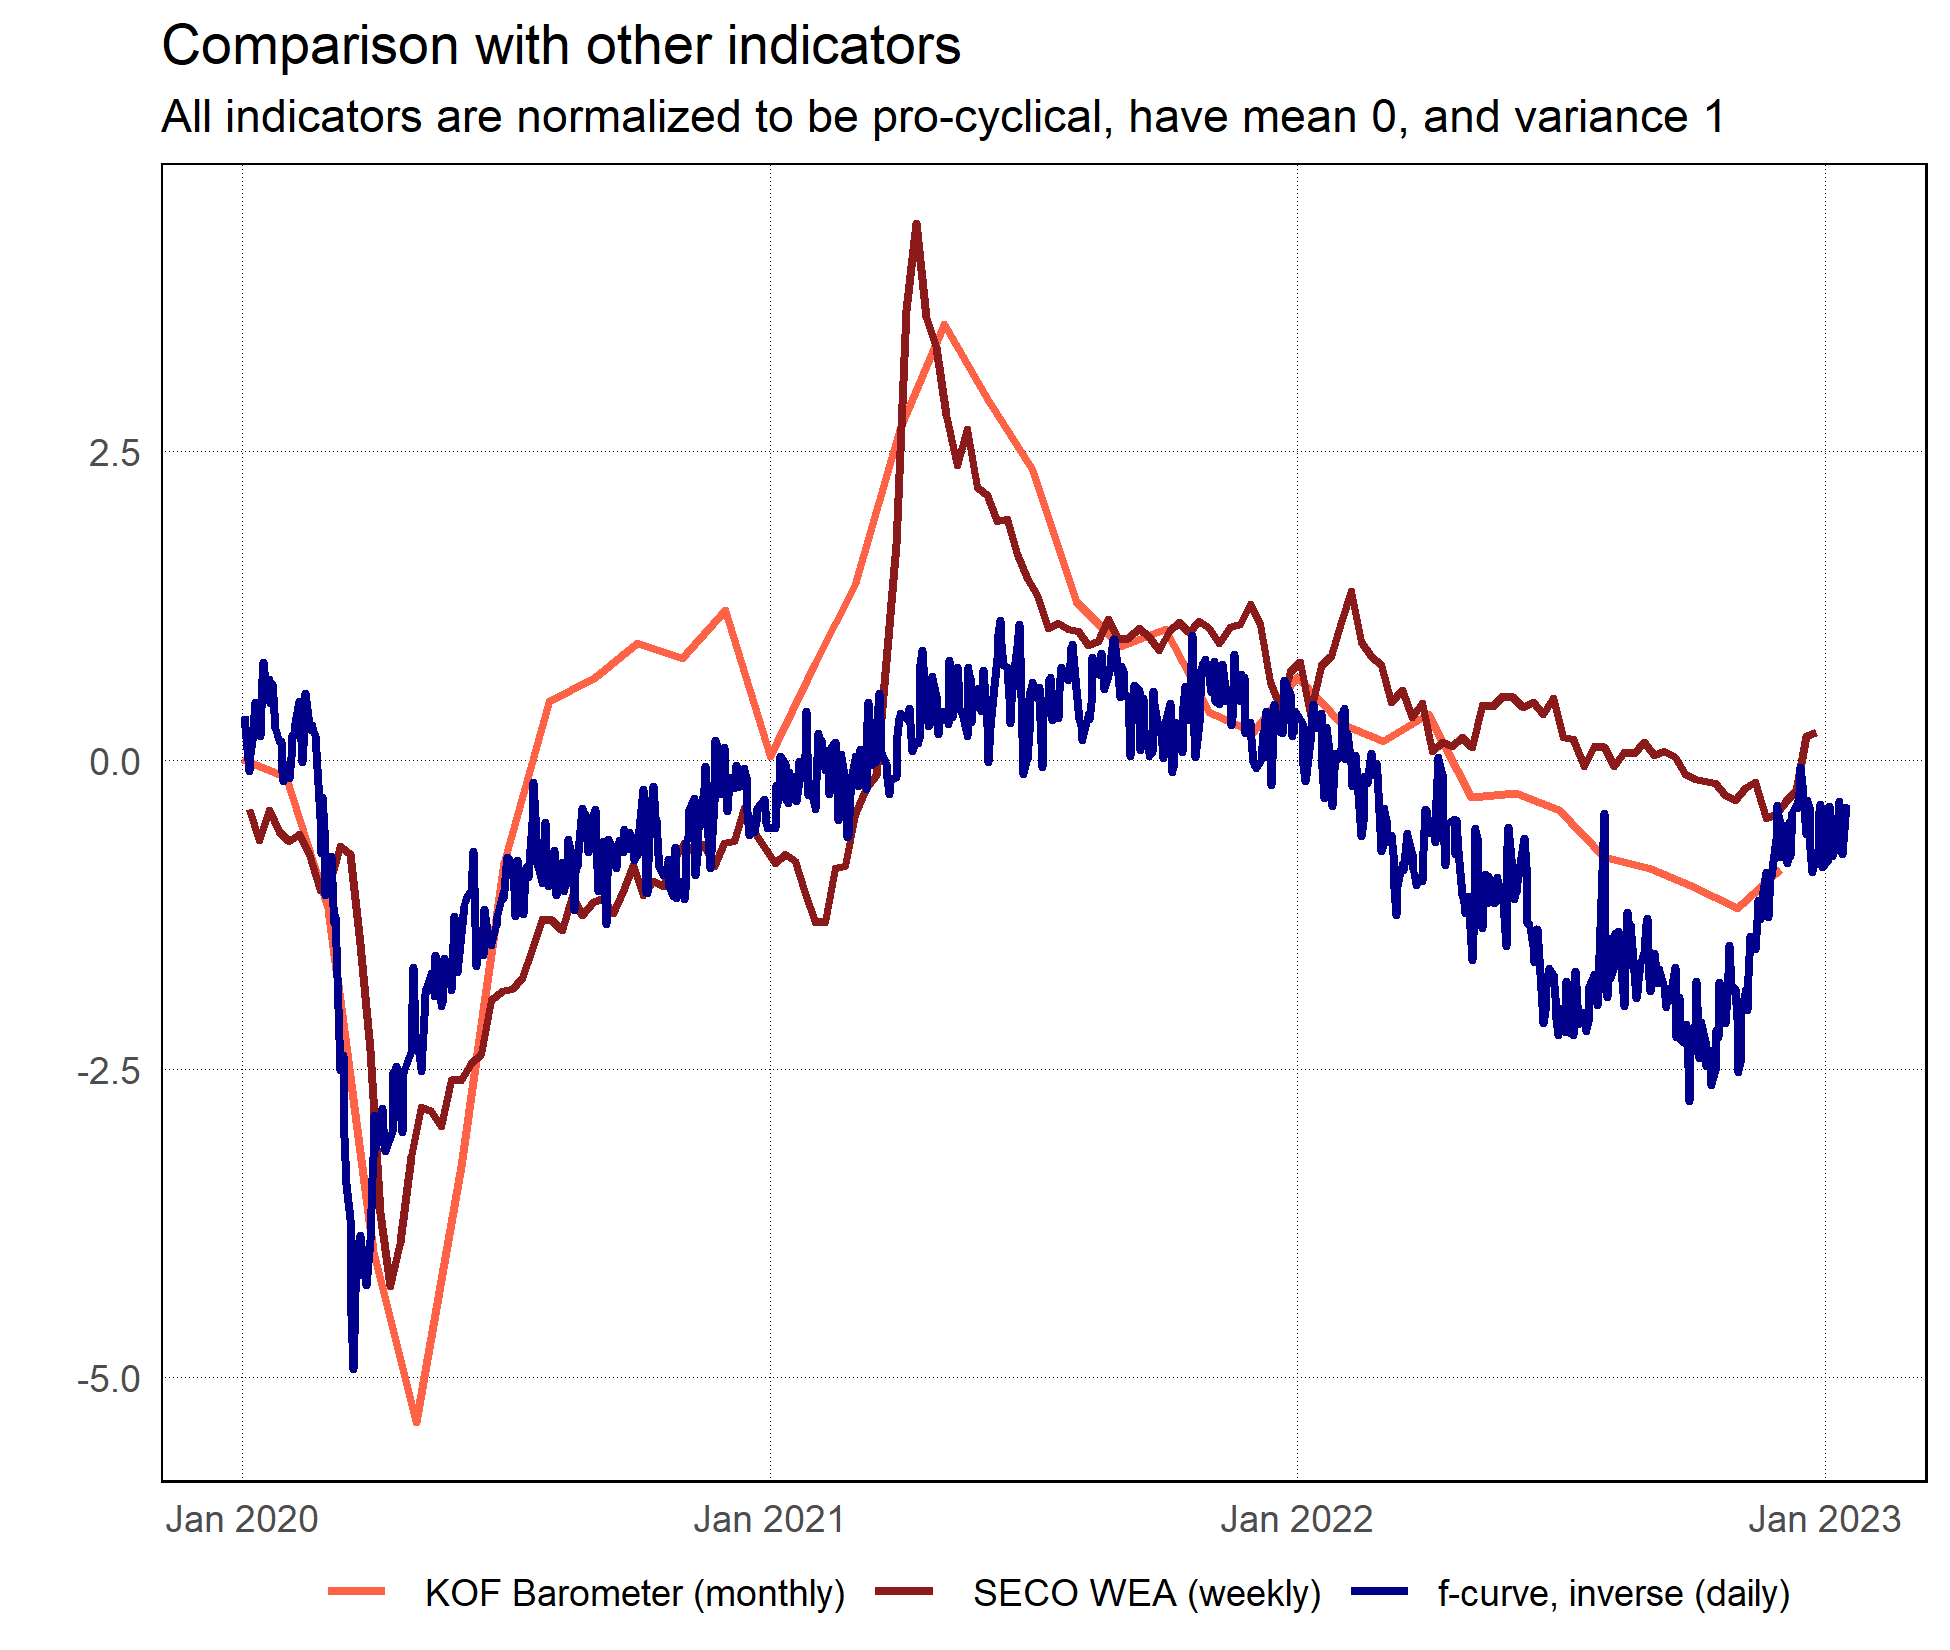 Comparison with other indicators
All indicators are normalized to be pro-cyclical, have mean 0, and variance 1
2.5
0.0
-2.5
-5.0
Jan 2020 Jan 2021 Jan 2022 Jan 2023
KOF Barometer (monthly) SECO WEA (weekly) f-curve, inverse (daily)